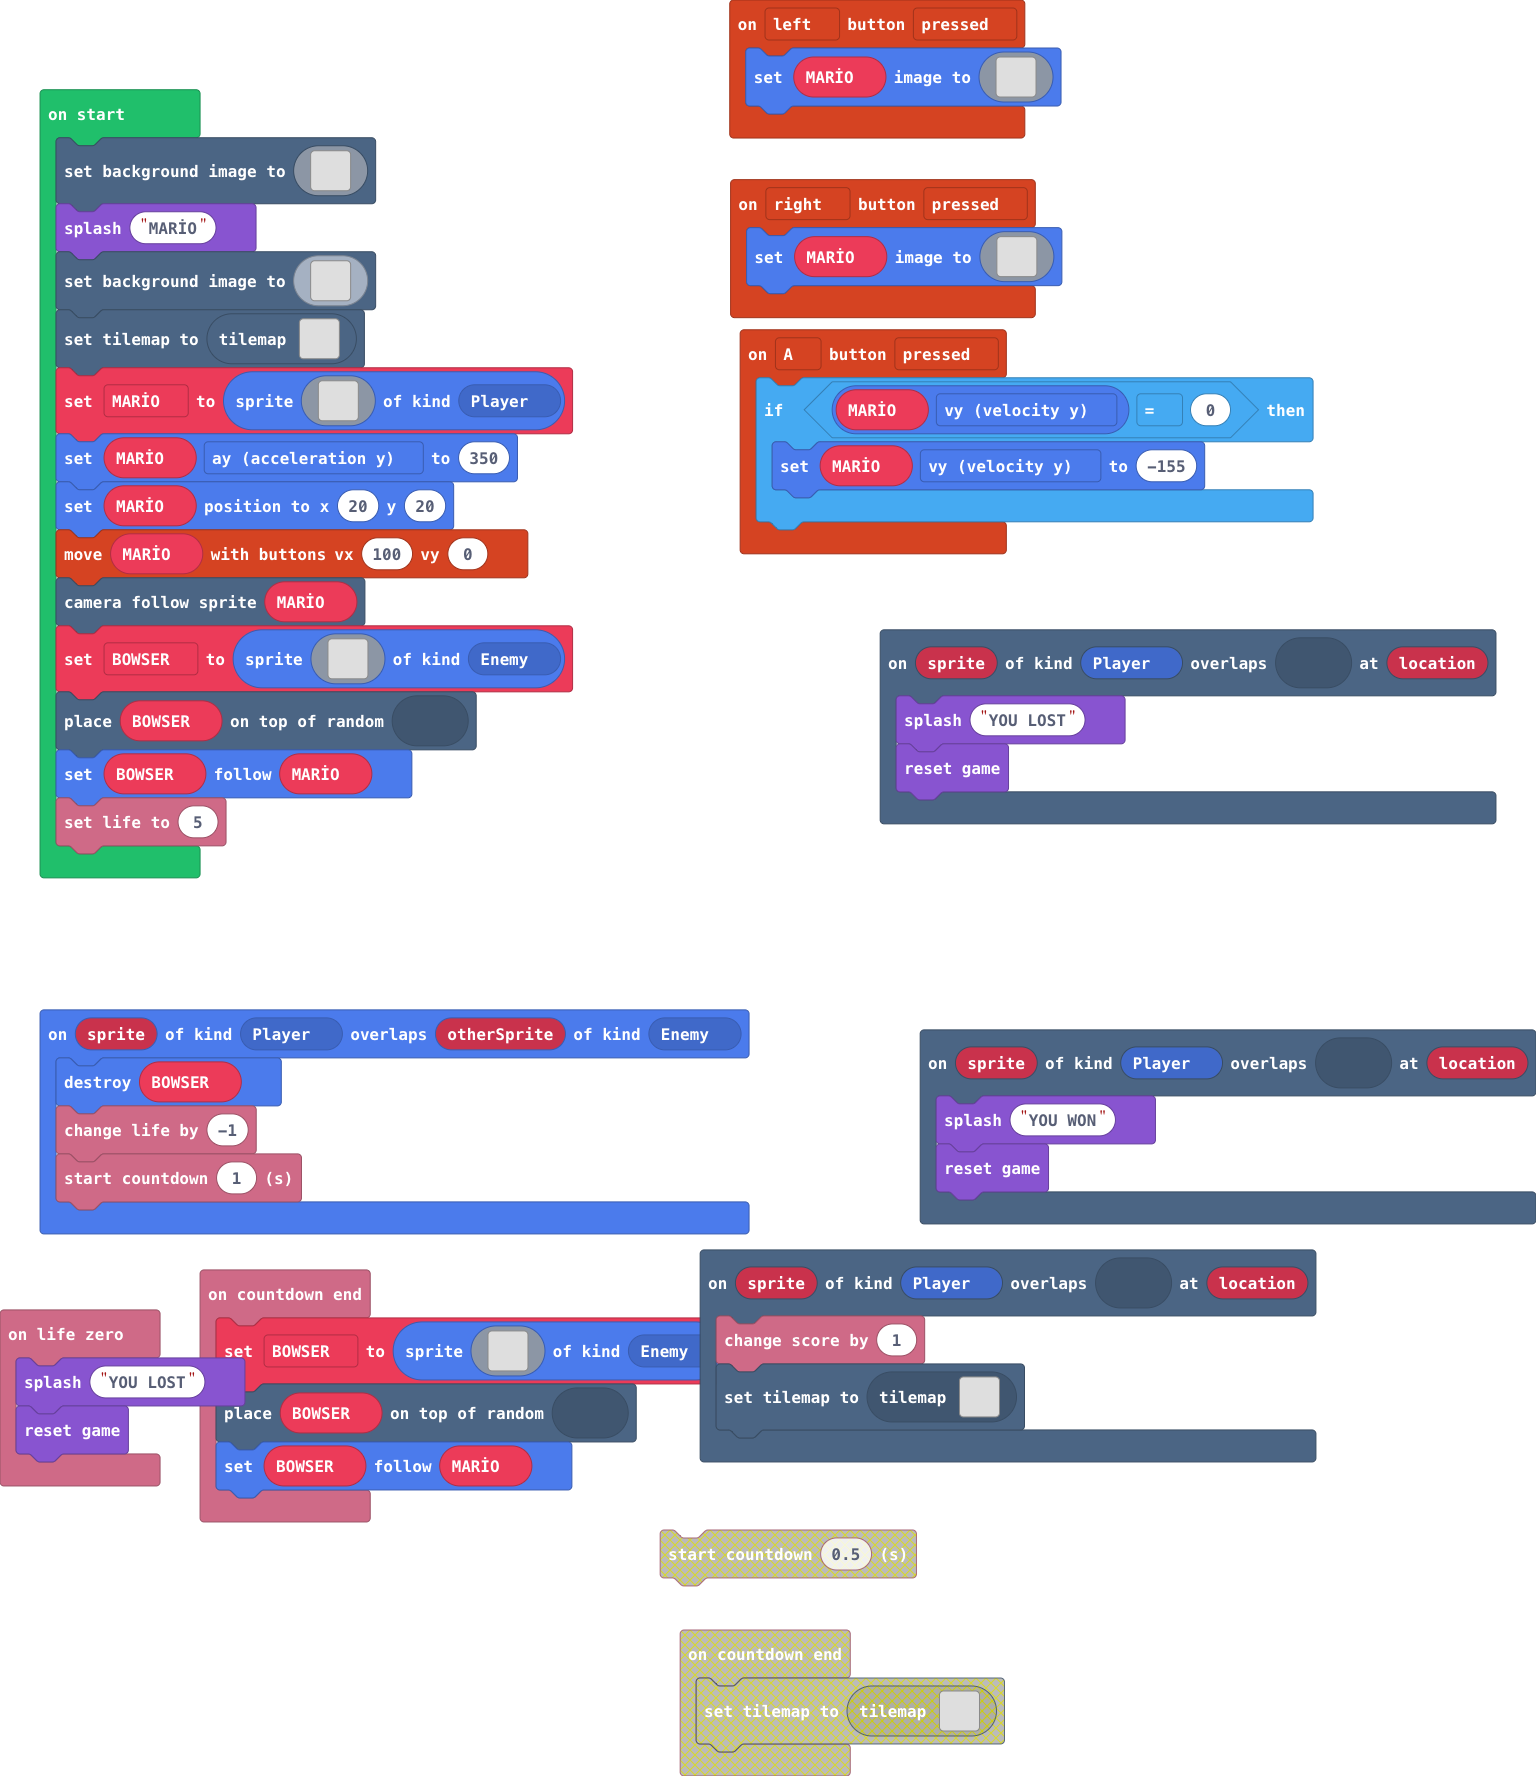 on start
set background image to
splash "MARİO"
set background image to
set tilemap to tilemap
set MARİO to sprite of kind Player
set MARİO ay (acceleration y) to 350
set MARİO position to x 20 y 20
move MARİO with buttons vx 100 vy 0
camera follow sprite MARİO
set BOWSER to sprite of kind Enemy
place BOWSER on top of random
set BOWSER follow MARİO
set life to 5
on left button pressed
set MARİO image to
on right button pressed
set MARİO image to
on A button pressed
if MARİO vy (velocity y) = 0 then
set MARİO vy (velocity y) to -155
on sprite of kind Player overlaps at location
splash "YOU LOST"
reset game
on sprite of kind Player overlaps otherSprite of kind Enemy
destroy BOWSER
change life by -1
start countdown 1 (s)
on sprite of kind Player overlaps at location
splash "YOU WON"
reset game
on life zero
splash "YOU LOST"
reset game
on countdown end
set BOWSER to sprite of kind Enemy
place BOWSER on top of random
set BOWSER follow MARİO
on sprite of kind Player overlaps at location
change score by 1
set tilemap to tilemap
start countdown 0.5 (s)
on countdown end
set tilemap to tilemap